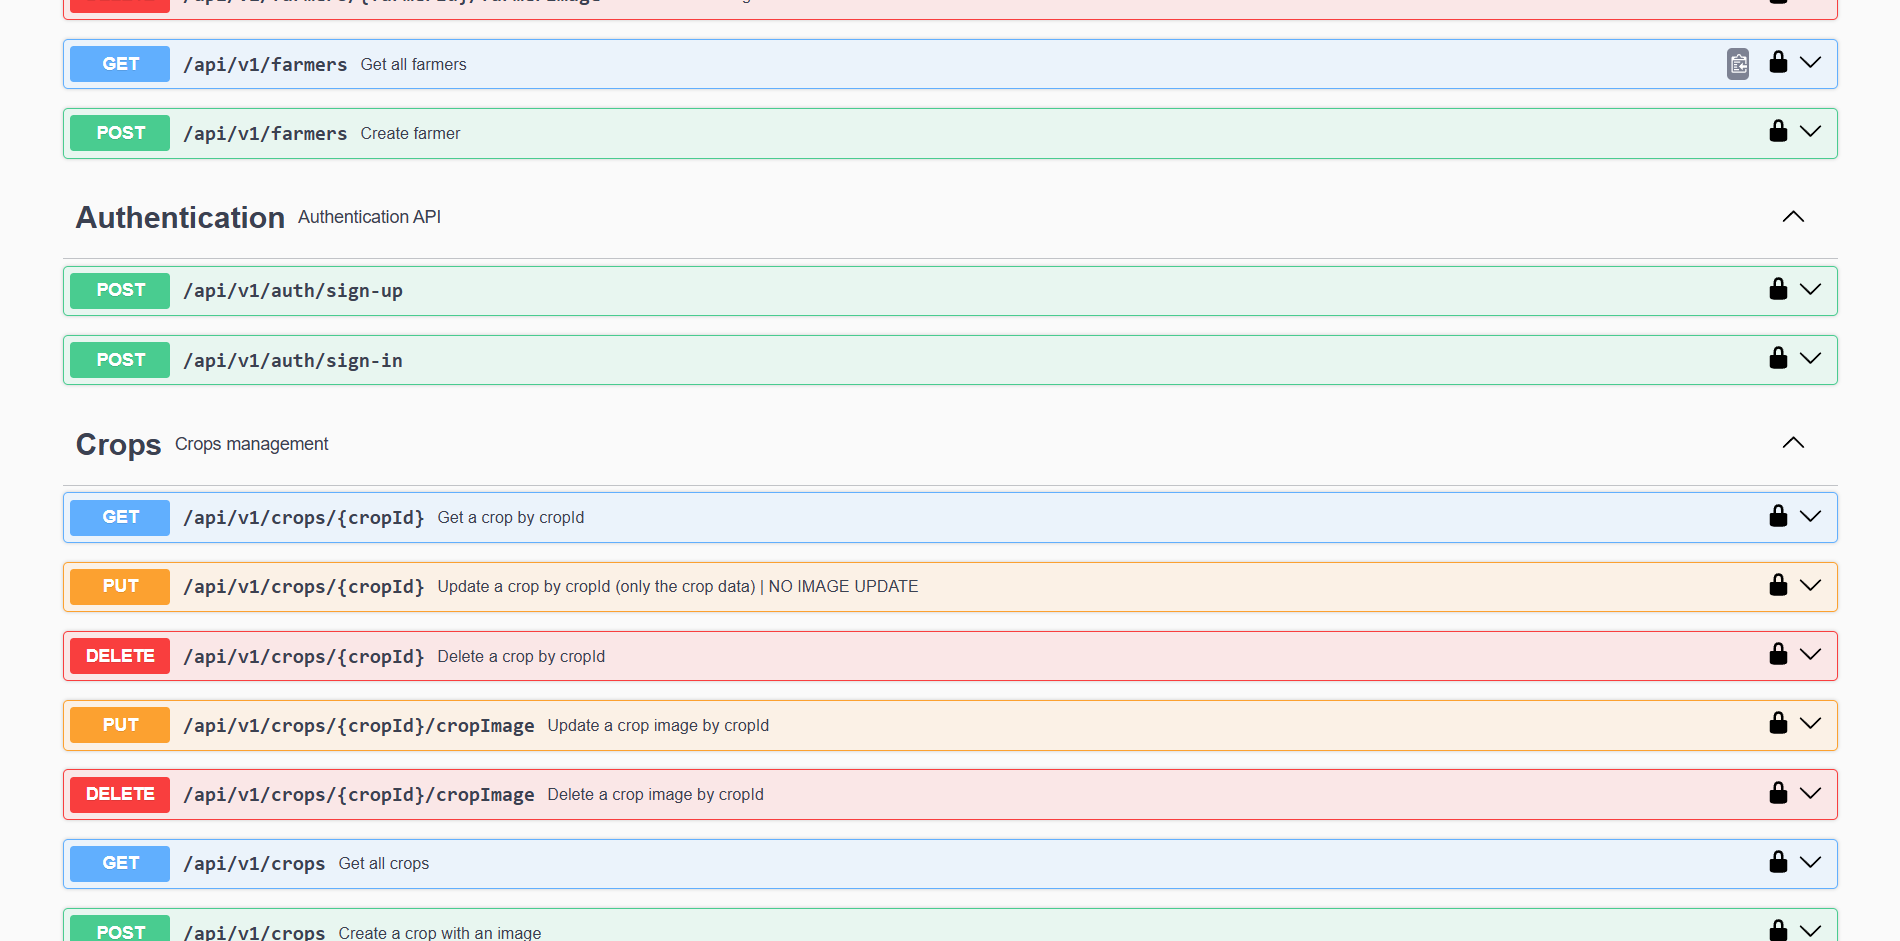 DELETE /api/v1/farmers/{farmerId}/farmerImage
GET /api/v1/farmers Get all farmers
POST /api/v1/farmers Create farmer
Authentication Authentication API
POST /api/v1/auth/sign-up
POST /api/v1/auth/sign-in
Crops Crops management
GET /api/v1/crops/{cropId} Get a crop by cropId
PUT /api/v1/crops/{cropId} Update a crop by cropId (only the crop data) | NO IMAGE UPDATE
DELETE /api/v1/crops/{cropId} Delete a crop by cropId
PUT /api/v1/crops/{cropId}/cropImage Update a crop image by cropId
DELETE /api/v1/crops/{cropId}/cropImage Delete a crop image by cropId
GET /api/v1/crops Get all crops
POST /api/v1/crops Create a crop with an image